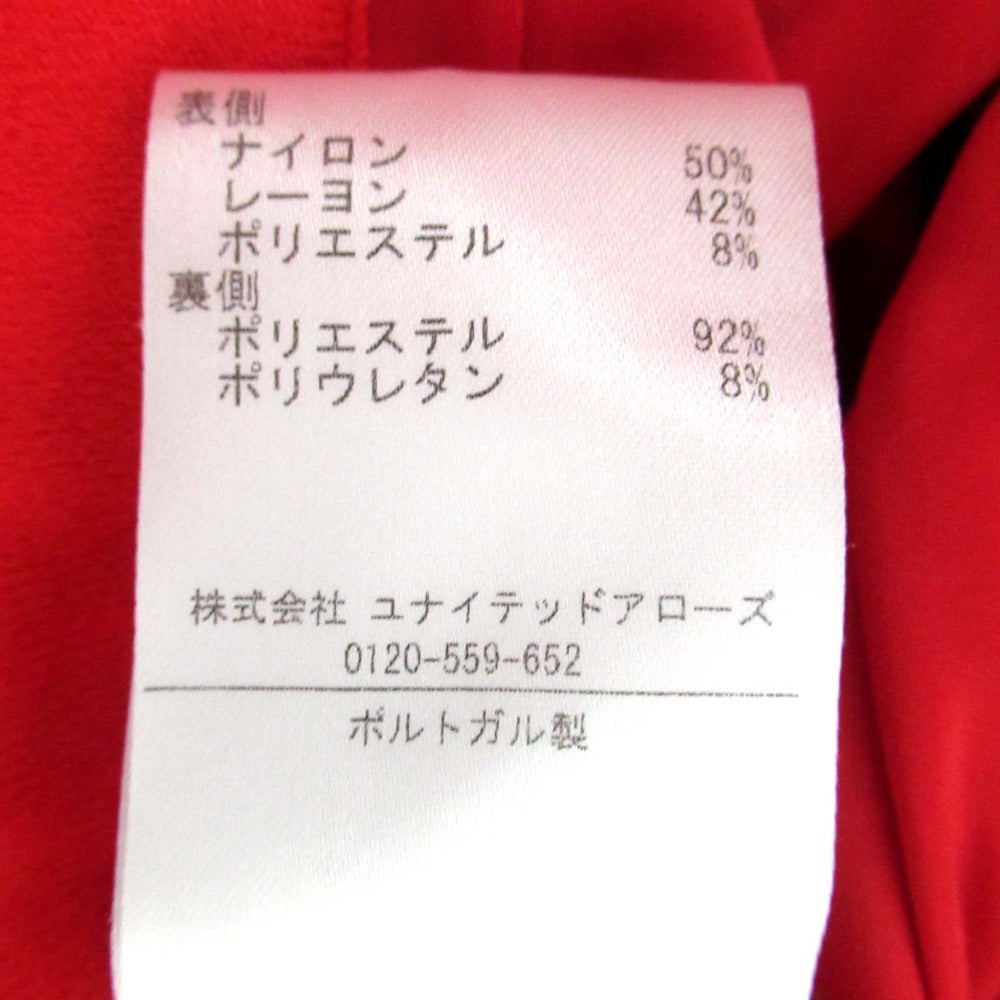 表側
ナイロン 50%
レーヨン 42%
ポリエステル 8%
裏側
ポリエステル 92%
ポリウレタン 8%
株式会社 ユナイテッドアローズ
0120-559-652
ポルトガル製